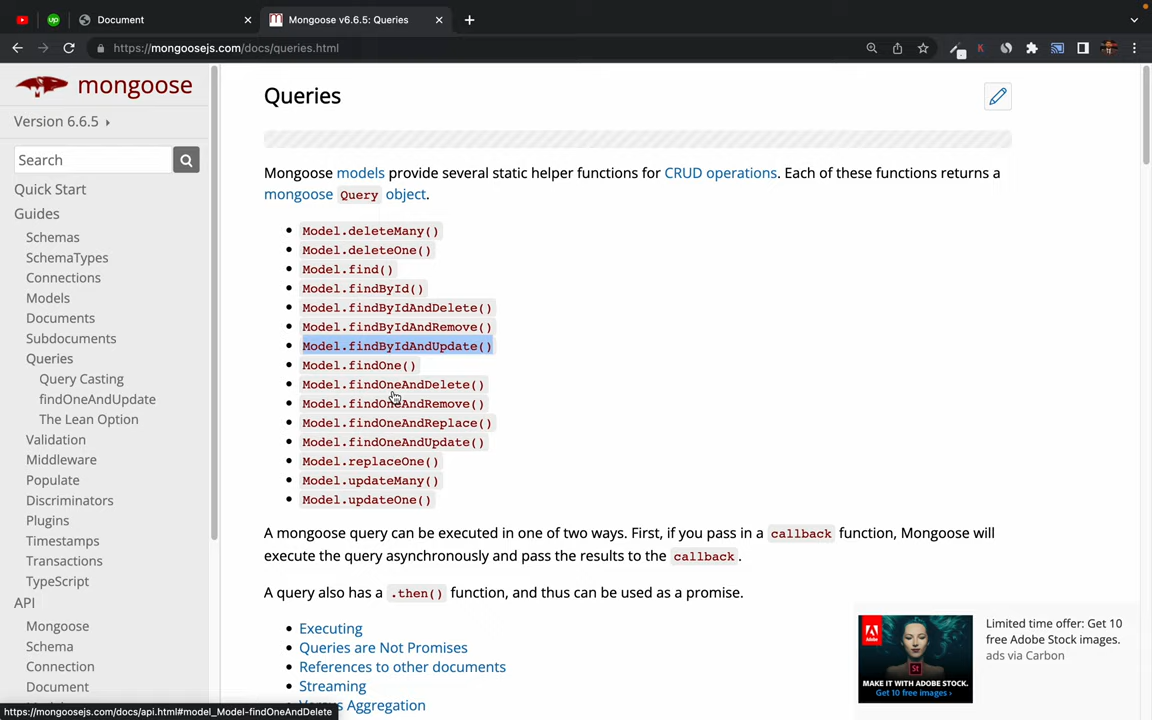 Document
Mongoose v6.6.5: Queries
https://mongoosejs.com/docs/queries.html
mongoose
Version 6.6.5
Search
Quick Start
Guides
Schemas
SchemaTypes
Connections
Models
Documents
Subdocuments
Queries
Query Casting
findOneAndUpdate
The Lean Option
Validation
Middleware
Populate
Discriminators
Plugins
Timestamps
Transactions
TypeScript
API
Mongoose
Schema
Connection
Document
Queries
Mongoose models provide several static helper functions for CRUD operations. Each of these functions returns a
mongoose Query object.
Model.deleteMany()
Model.deleteOne()
Model.find()
Model.findById()
Model.findByIdAndDelete()
Model.findByIdAndRemove()
Model.findByIdAndUpdate()
Model.findOne()
Model.findOneAndDelete()
Model.findOneAndRemove()
Model.findOneAndReplace()
Model.findOneAndUpdate()
Model.replaceOne()
Model.updateMany()
Model.updateOne()
A mongoose query can be executed in one of two ways. First, if you pass in a callback function, Mongoose will
execute the query asynchronously and pass the results to the callback.
A query also has a .then() function, and thus can be used as a promise.
Executing
Queries are Not Promises
References to other documents
Streaming
Versus Aggregation
MAKE IT WITH ADOBE STOCK.
Get 10 free images ›
Limited time offer: Get 10
free Adobe Stock images.
ads via Carbon
https://mongoosejs.com/docs/api.html#model_Model-findOneAndDelete